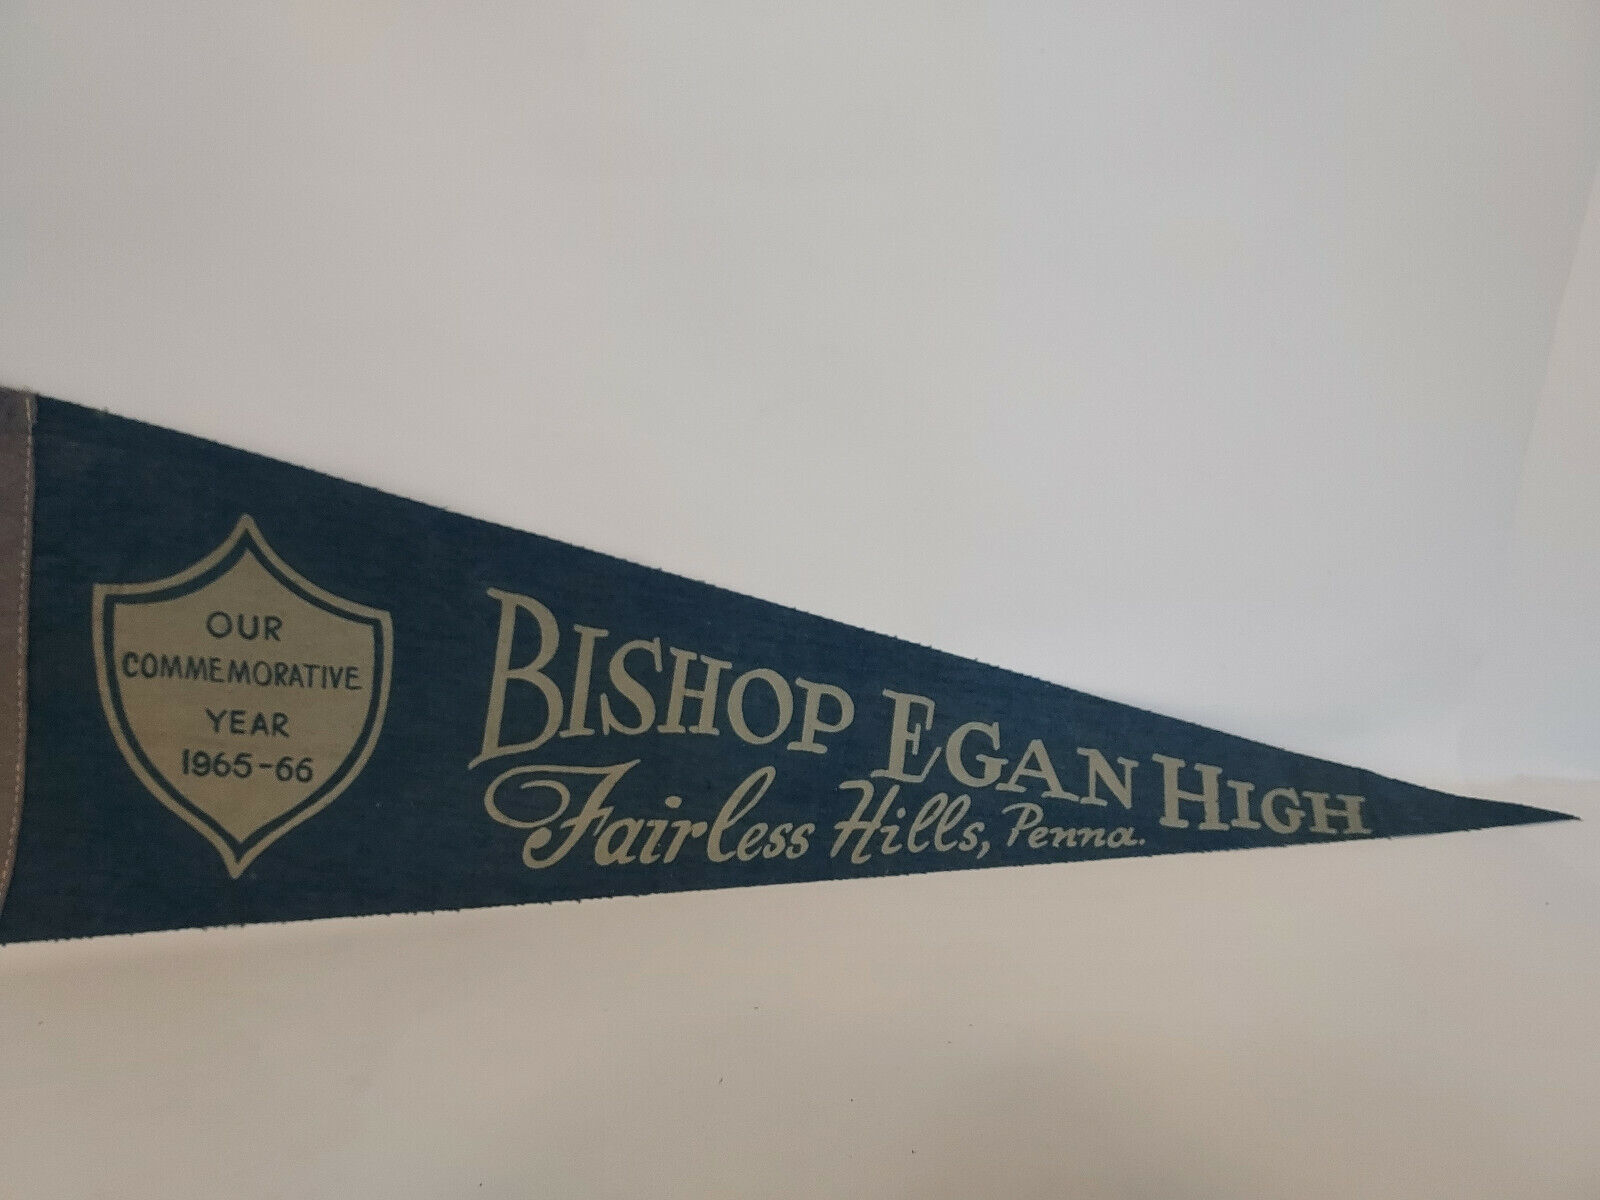 OUR
COMMEMORATIVE
YEAR
1965-66
BISHOP EGAN HIGH
Fairless Hills, Penna.